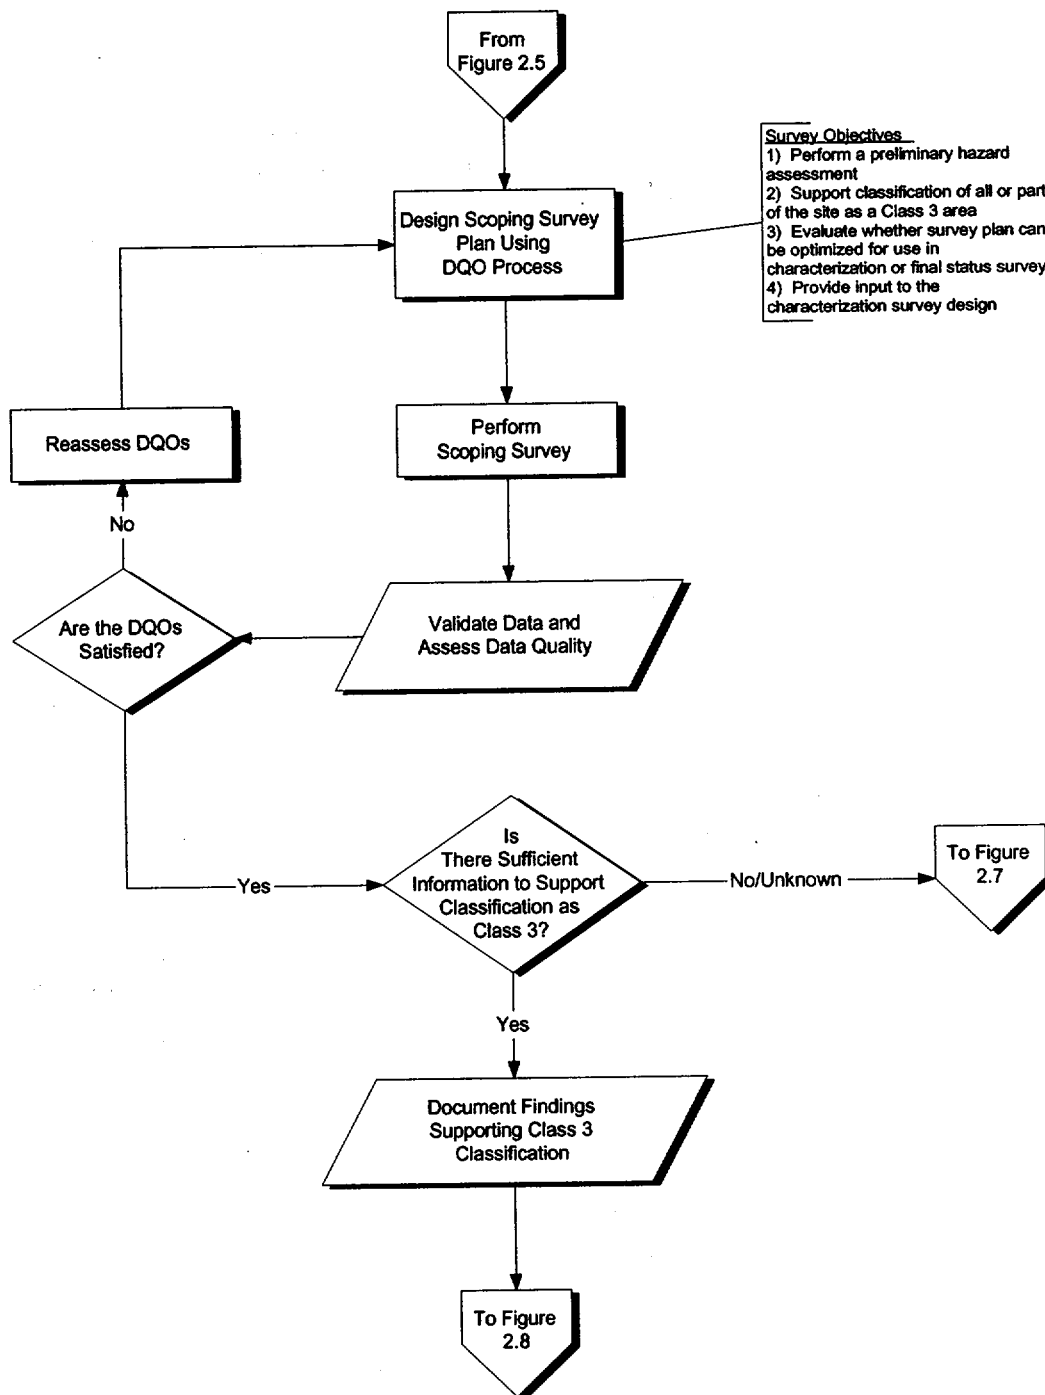 From
Figure 2.5
Survey Objectives
1) Perform a preliminary hazard
assessment
2) Support classification of all or part
of the site as a Class 3 area
3) Evaluate whether survey plan can
be optimized for use in
characterization or final status survey
4) Provide input to the
characterization survey design
Design Scoping Survey
Plan Using
DQO Process
Reassess DQOs
Perform
Scoping Survey
No
Are the DQOs
Satisfied?
Validate Data and
Assess Data Quality
Yes
Is
There Sufficient
Information to Support
Classification as
Class 3?
No/Unknown
To Figure
2.7
Yes
Document Findings
Supporting Class 3
Classification
To Figure
2.8